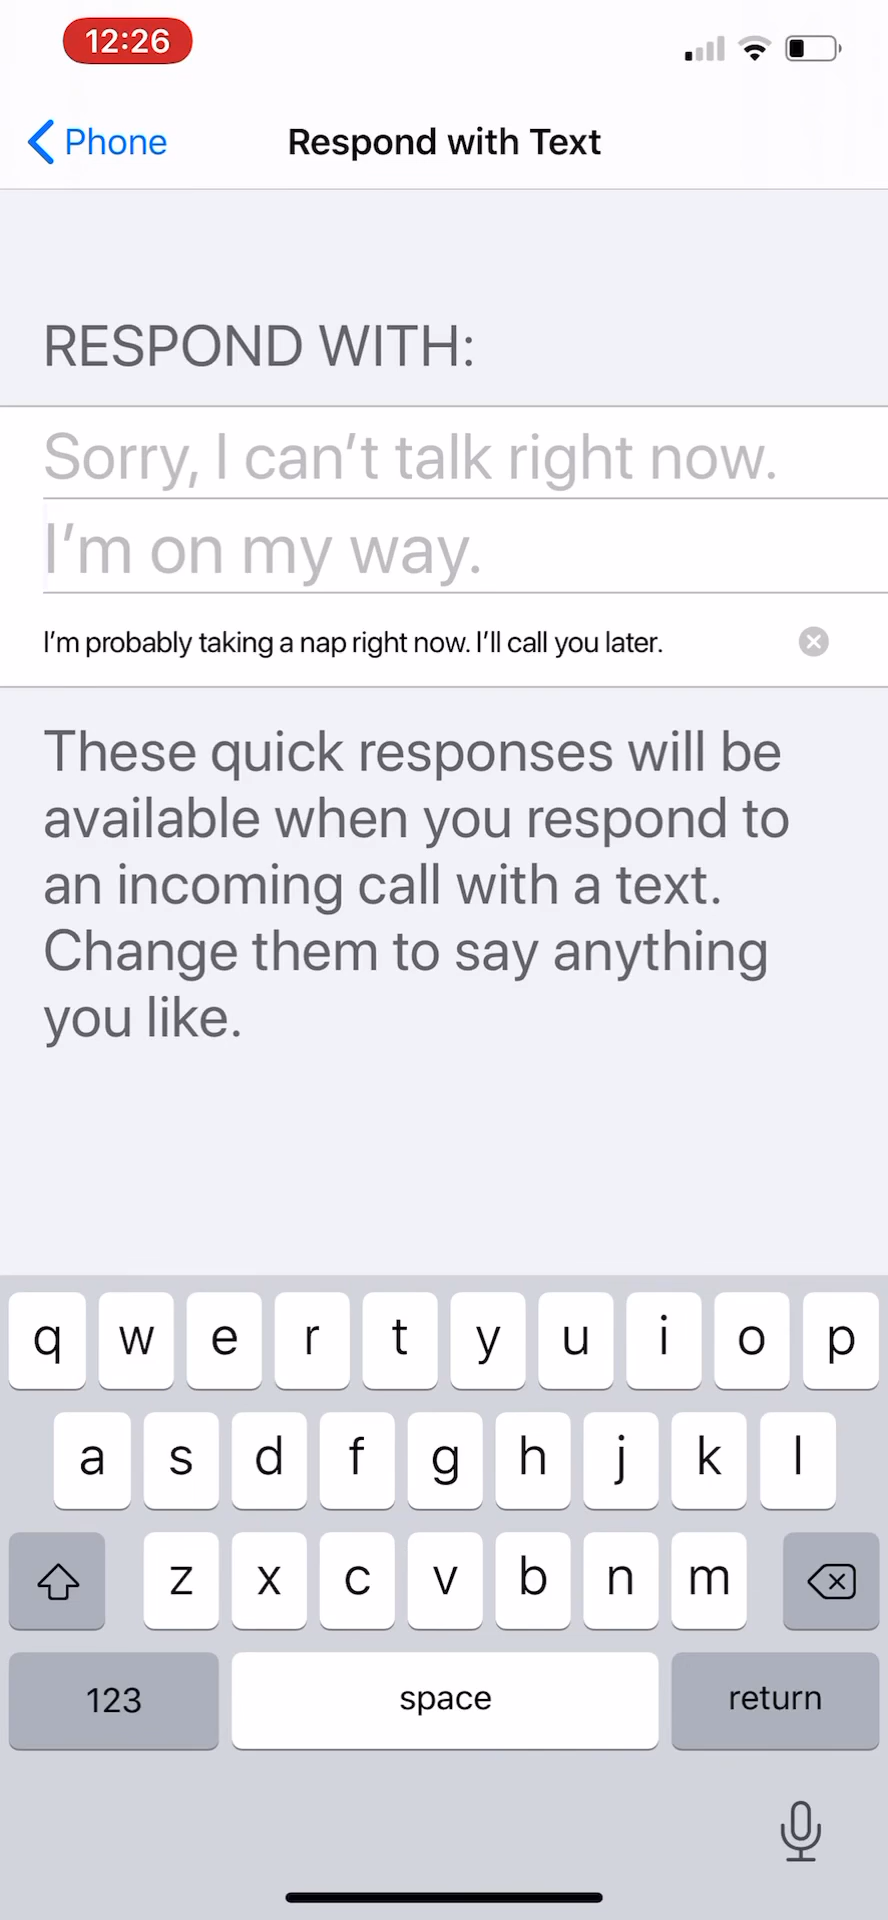 12:26
Phone
Respond with Text
RESPOND WITH:
Sorry, I can’t talk right now.
I’m on my way.
I’m probably taking a nap right now. I’ll call you later.
These quick responses will be
available when you respond to
an incoming call with a text.
Change them to say anything
you like.
q w e r t y u i o p
a s d f g h j k l
z x c v b n m
123 space return